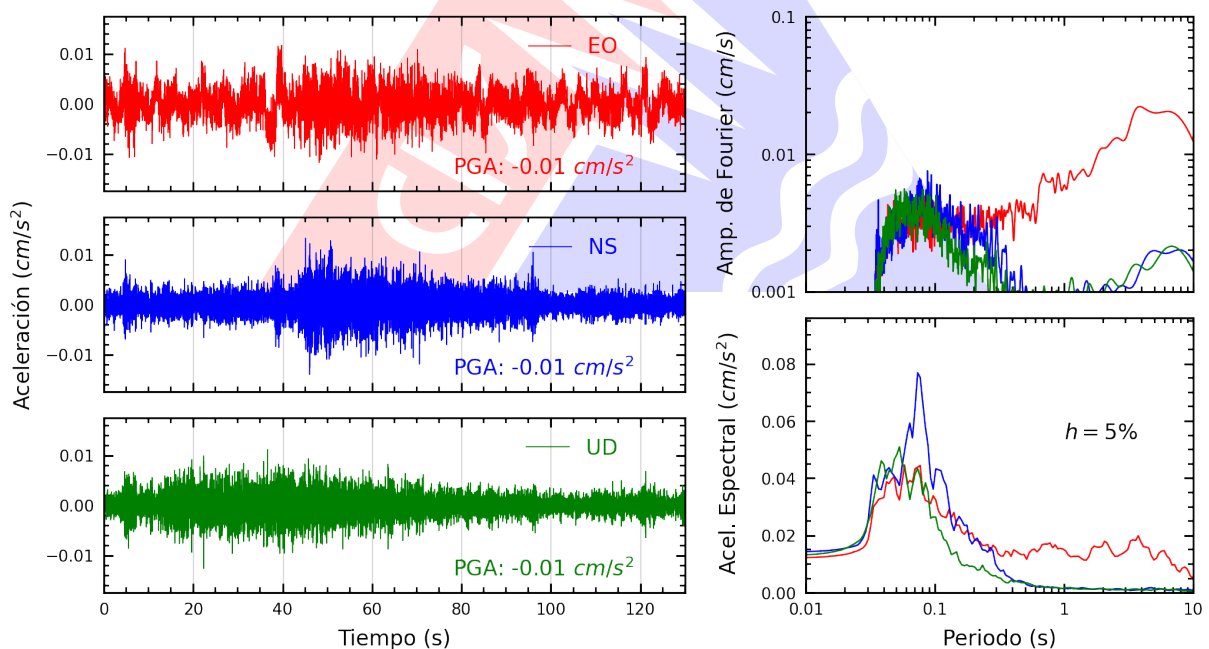 Aceleración (cm/s²)
0.01
0.00
−0.01
EO
PGA: -0.01 cm/s²
0.01
0.00
−0.01
NS
PGA: -0.01 cm/s²
0.01
0.00
−0.01
UD
PGA: -0.01 cm/s²
0
20
40
60
80
100
120
Tiempo (s)
Amp. de Fourier (cm/s)
0.1
0.01
0.001
Acel. Espectral (cm/s²)
0.08
0.06
0.04
0.02
0.00
h = 5%
0.01
0.1
1
10
Periodo (s)